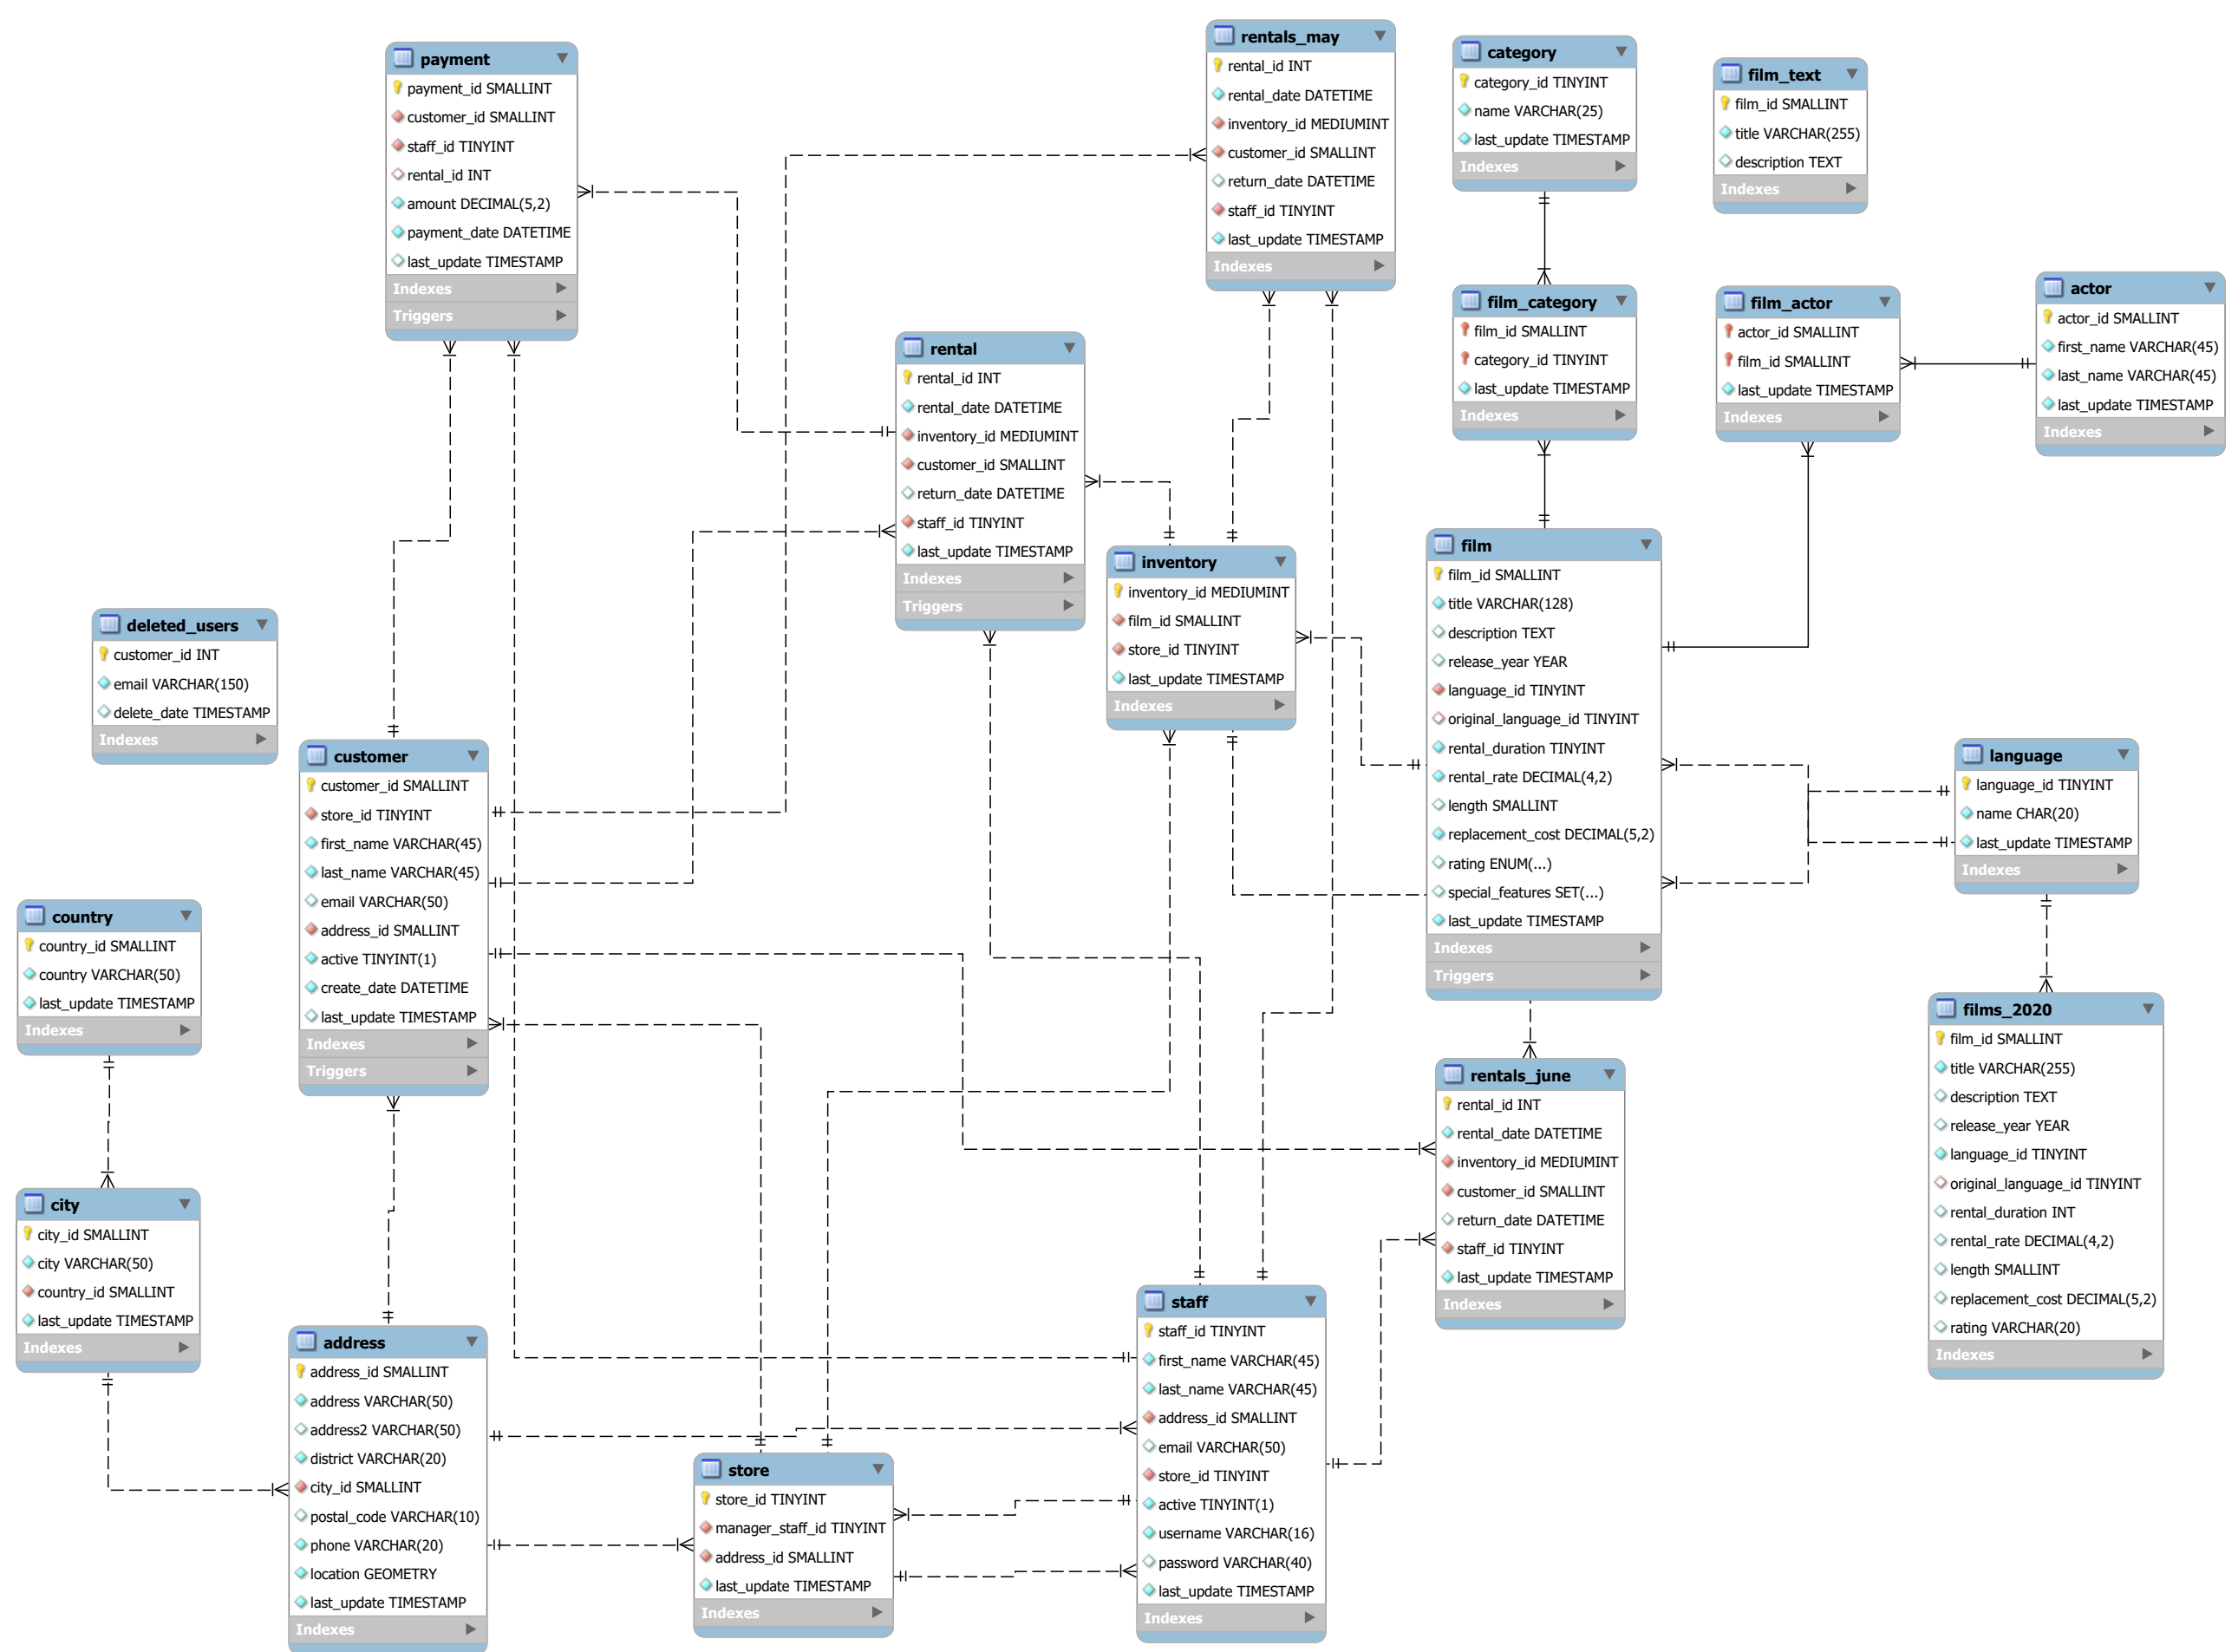 payment
payment_id SMALLINT
customer_id SMALLINT
staff_id TINYINT
rental_id INT
amount DECIMAL(5,2)
payment_date DATETIME
last_update TIMESTAMP
Indexes
Triggers
rentals_may
rental_id INT
rental_date DATETIME
inventory_id MEDIUMINT
customer_id SMALLINT
return_date DATETIME
staff_id TINYINT
last_update TIMESTAMP
Indexes
category
category_id TINYINT
name VARCHAR(25)
last_update TIMESTAMP
Indexes
film_text
film_id SMALLINT
title VARCHAR(255)
description TEXT
Indexes
rental
rental_id INT
rental_date DATETIME
inventory_id MEDIUMINT
customer_id SMALLINT
return_date DATETIME
staff_id TINYINT
last_update TIMESTAMP
Indexes
Triggers
film_category
film_id SMALLINT
category_id TINYINT
last_update TIMESTAMP
Indexes
film_actor
actor_id SMALLINT
film_id SMALLINT
last_update TIMESTAMP
Indexes
actor
actor_id SMALLINT
first_name VARCHAR(45)
last_name VARCHAR(45)
last_update TIMESTAMP
Indexes
deleted_users
customer_id INT
email VARCHAR(150)
delete_date TIMESTAMP
Indexes
customer
customer_id SMALLINT
store_id TINYINT
first_name VARCHAR(45)
last_name VARCHAR(45)
email VARCHAR(50)
address_id SMALLINT
active TINYINT(1)
create_date DATETIME
last_update TIMESTAMP
Indexes
Triggers
inventory
inventory_id MEDIUMINT
film_id SMALLINT
store_id TINYINT
last_update TIMESTAMP
Indexes
film
film_id SMALLINT
title VARCHAR(128)
description TEXT
release_year YEAR
language_id TINYINT
original_language_id TINYINT
rental_duration TINYINT
rental_rate DECIMAL(4,2)
length SMALLINT
replacement_cost DECIMAL(5,2)
rating ENUM(...)
special_features SET(...)
last_update TIMESTAMP
Indexes
Triggers
language
language_id TINYINT
name CHAR(20)
last_update TIMESTAMP
Indexes
country
country_id SMALLINT
country VARCHAR(50)
last_update TIMESTAMP
Indexes
films_2020
film_id SMALLINT
title VARCHAR(255)
description TEXT
release_year YEAR
language_id TINYINT
original_language_id TINYINT
rental_duration INT
rental_rate DECIMAL(4,2)
length SMALLINT
replacement_cost DECIMAL(5,2)
rating VARCHAR(20)
Indexes
rentals_june
rental_id INT
rental_date DATETIME
inventory_id MEDIUMINT
customer_id SMALLINT
return_date DATETIME
staff_id TINYINT
last_update TIMESTAMP
Indexes
city
city_id SMALLINT
city VARCHAR(50)
country_id SMALLINT
last_update TIMESTAMP
Indexes
address
address_id SMALLINT
address VARCHAR(50)
address2 VARCHAR(50)
district VARCHAR(20)
city_id SMALLINT
postal_code VARCHAR(10)
phone VARCHAR(20)
location GEOMETRY
last_update TIMESTAMP
Indexes
store
store_id TINYINT
manager_staff_id TINYINT
address_id SMALLINT
last_update TIMESTAMP
Indexes
staff
staff_id TINYINT
first_name VARCHAR(45)
last_name VARCHAR(45)
address_id SMALLINT
email VARCHAR(50)
store_id TINYINT
active TINYINT(1)
username VARCHAR(16)
password VARCHAR(40)
last_update TIMESTAMP
Indexes